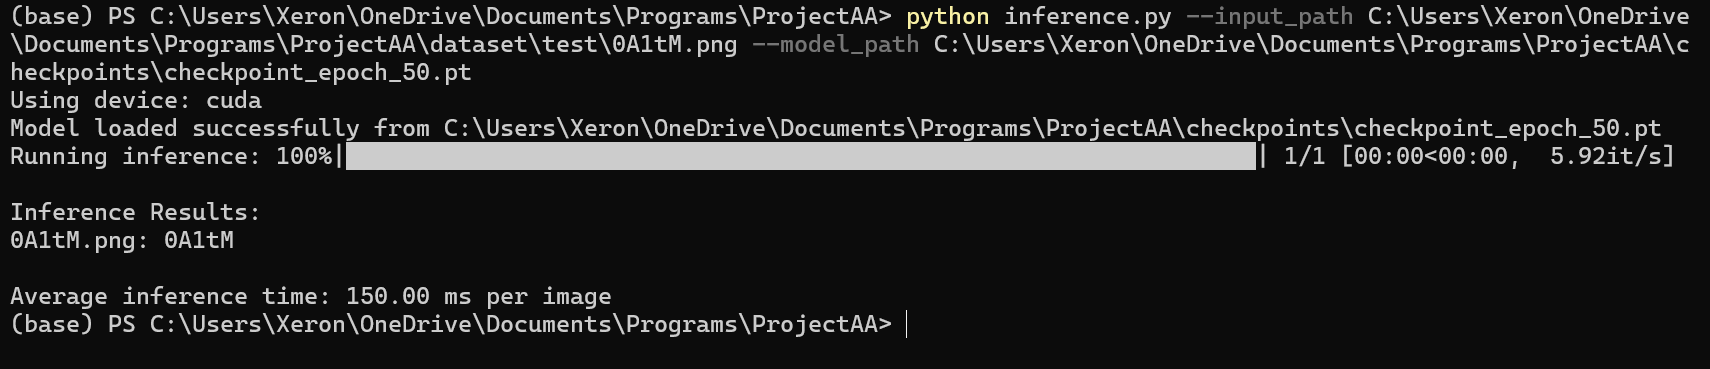 (base) PS C:\Users\Xeron\OneDrive\Documents\Programs\ProjectAA> python inference.py --input_path C:\Users\Xeron\OneDrive
\Documents\Programs\ProjectAA\dataset\test\0A1tM.png --model_path C:\Users\Xeron\OneDrive\Documents\Programs\ProjectAA\c
heckpoints\checkpoint_epoch_50.pt
Using device: cuda
Model loaded successfully from C:\Users\Xeron\OneDrive\Documents\Programs\ProjectAA\checkpoints\checkpoint_epoch_50.pt
Running inference: 100%|█████████████████████████████████████████████████████████████████| 1/1 [00:00<00:00,  5.92it/s]
Inference Results:
0A1tM.png: 0A1tM
Average inference time: 150.00 ms per image
(base) PS C:\Users\Xeron\OneDrive\Documents\Programs\ProjectAA>